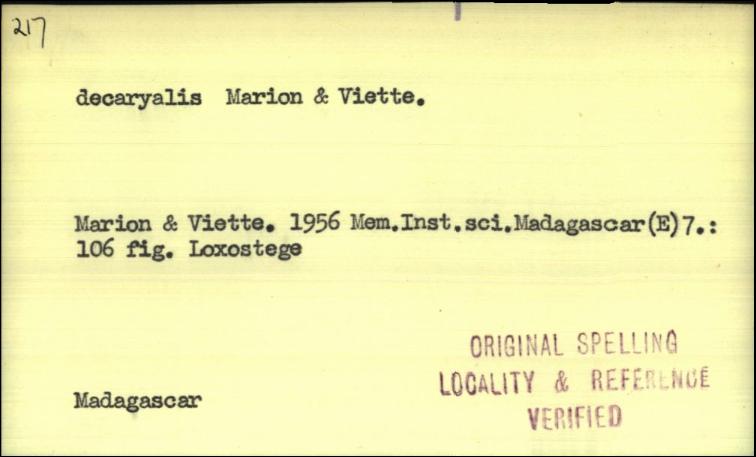 217
decaryalis Marion & Viette.
Marion & Viette. 1956 Mem.Inst.sci.Madagascar(E)7.:
106 fig. Loxostege
ORIGINAL SPELLING
LOCALITY & REFERENCE
VERIFIED
Madagascar